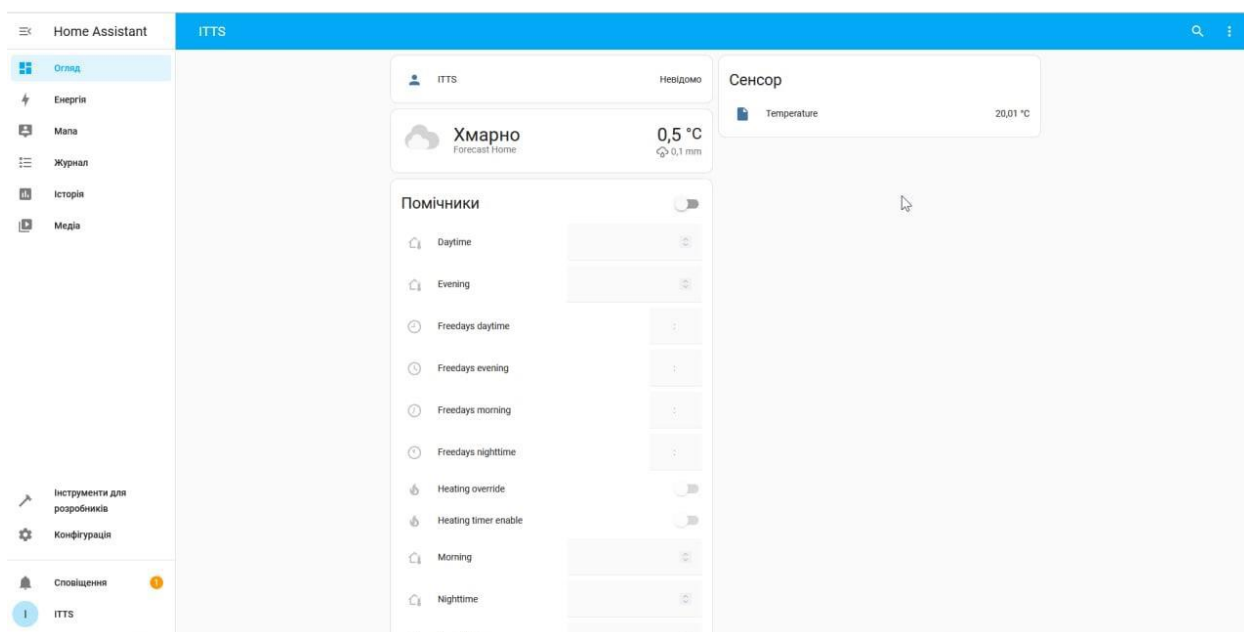 Home Assistant
ITTS
Огляд
Енергія
Мапа
Журнал
Історія
Медіа
Інструменти для
розробників
Конфігурація
Сповіщення
1
I
ITTS
ITTS Невідомо
Хмарно 0,5 °C
Forecast Home 0,1 mm
Помічники
Daytime
Evening
Freedays daytime :
Freedays evening :
Freedays morning :
Freedays nighttime :
Heating override
Heating timer enable
Morning
Nighttime
Сенсор
Temperature 20,01 °C